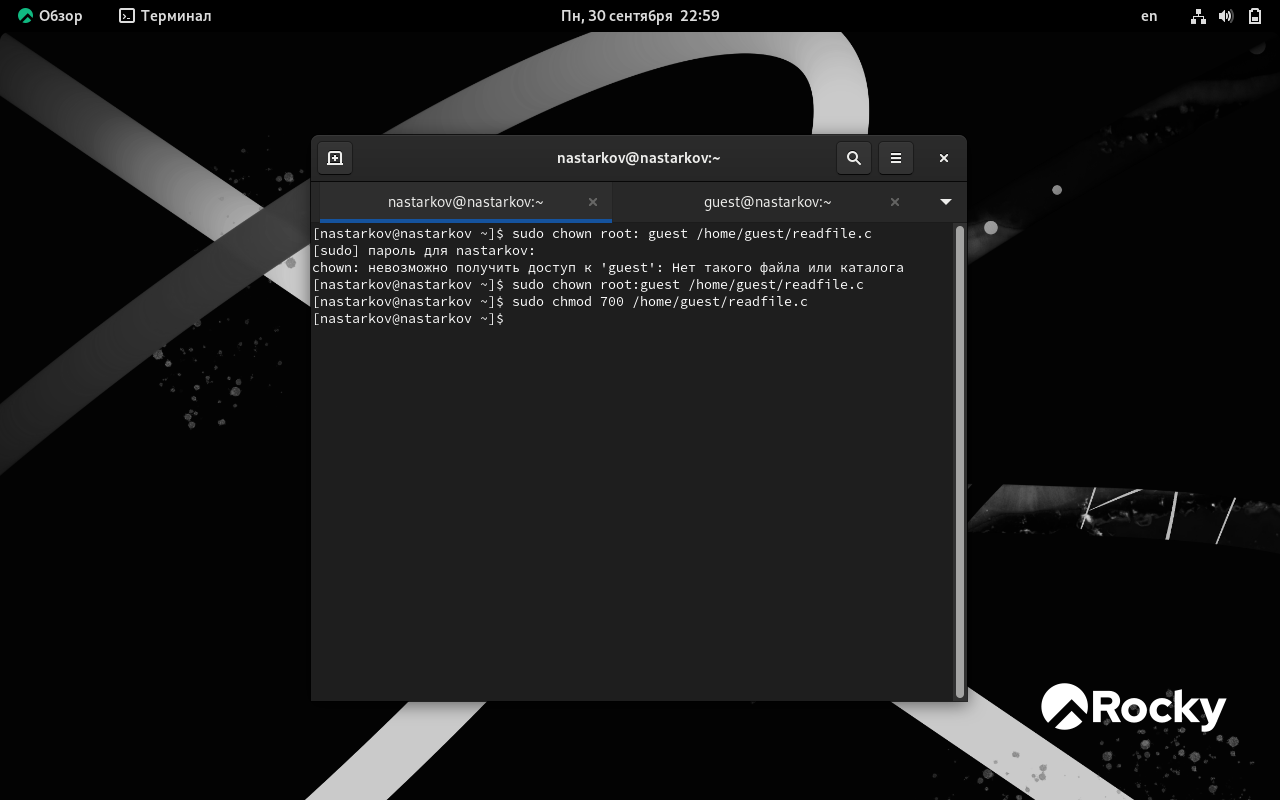 Обзор
Терминал
Пн, 30 сентября 22:59
en
nastarkov@nastarkov:~
nastarkov@nastarkov:~
guest@nastarkov:~
[nastarkov@nastarkov ~]$ sudo chown root: guest /home/guest/readfile.c
[sudo] пароль для nastarkov:
chown: невозможно получить доступ к 'guest': Нет такого файла или каталога
[nastarkov@nastarkov ~]$ sudo chown root:guest /home/guest/readfile.c
[nastarkov@nastarkov ~]$ sudo chmod 700 /home/guest/readfile.c
[nastarkov@nastarkov ~]$
Rocky